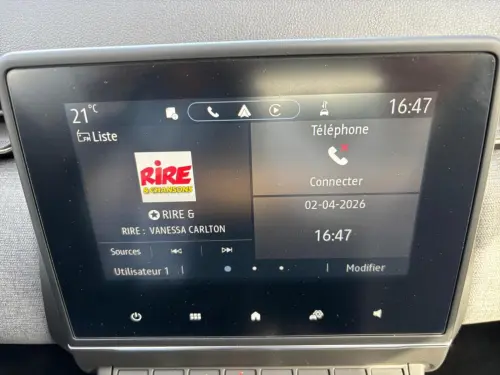 21°C
16:47
Liste
RIRE
& CHANSONS
RIRE &
RIRE : VANESSA CARLTON
Sources
Téléphone
Connecter
02-04-2026
16:47
Utilisateur 1
Modifier